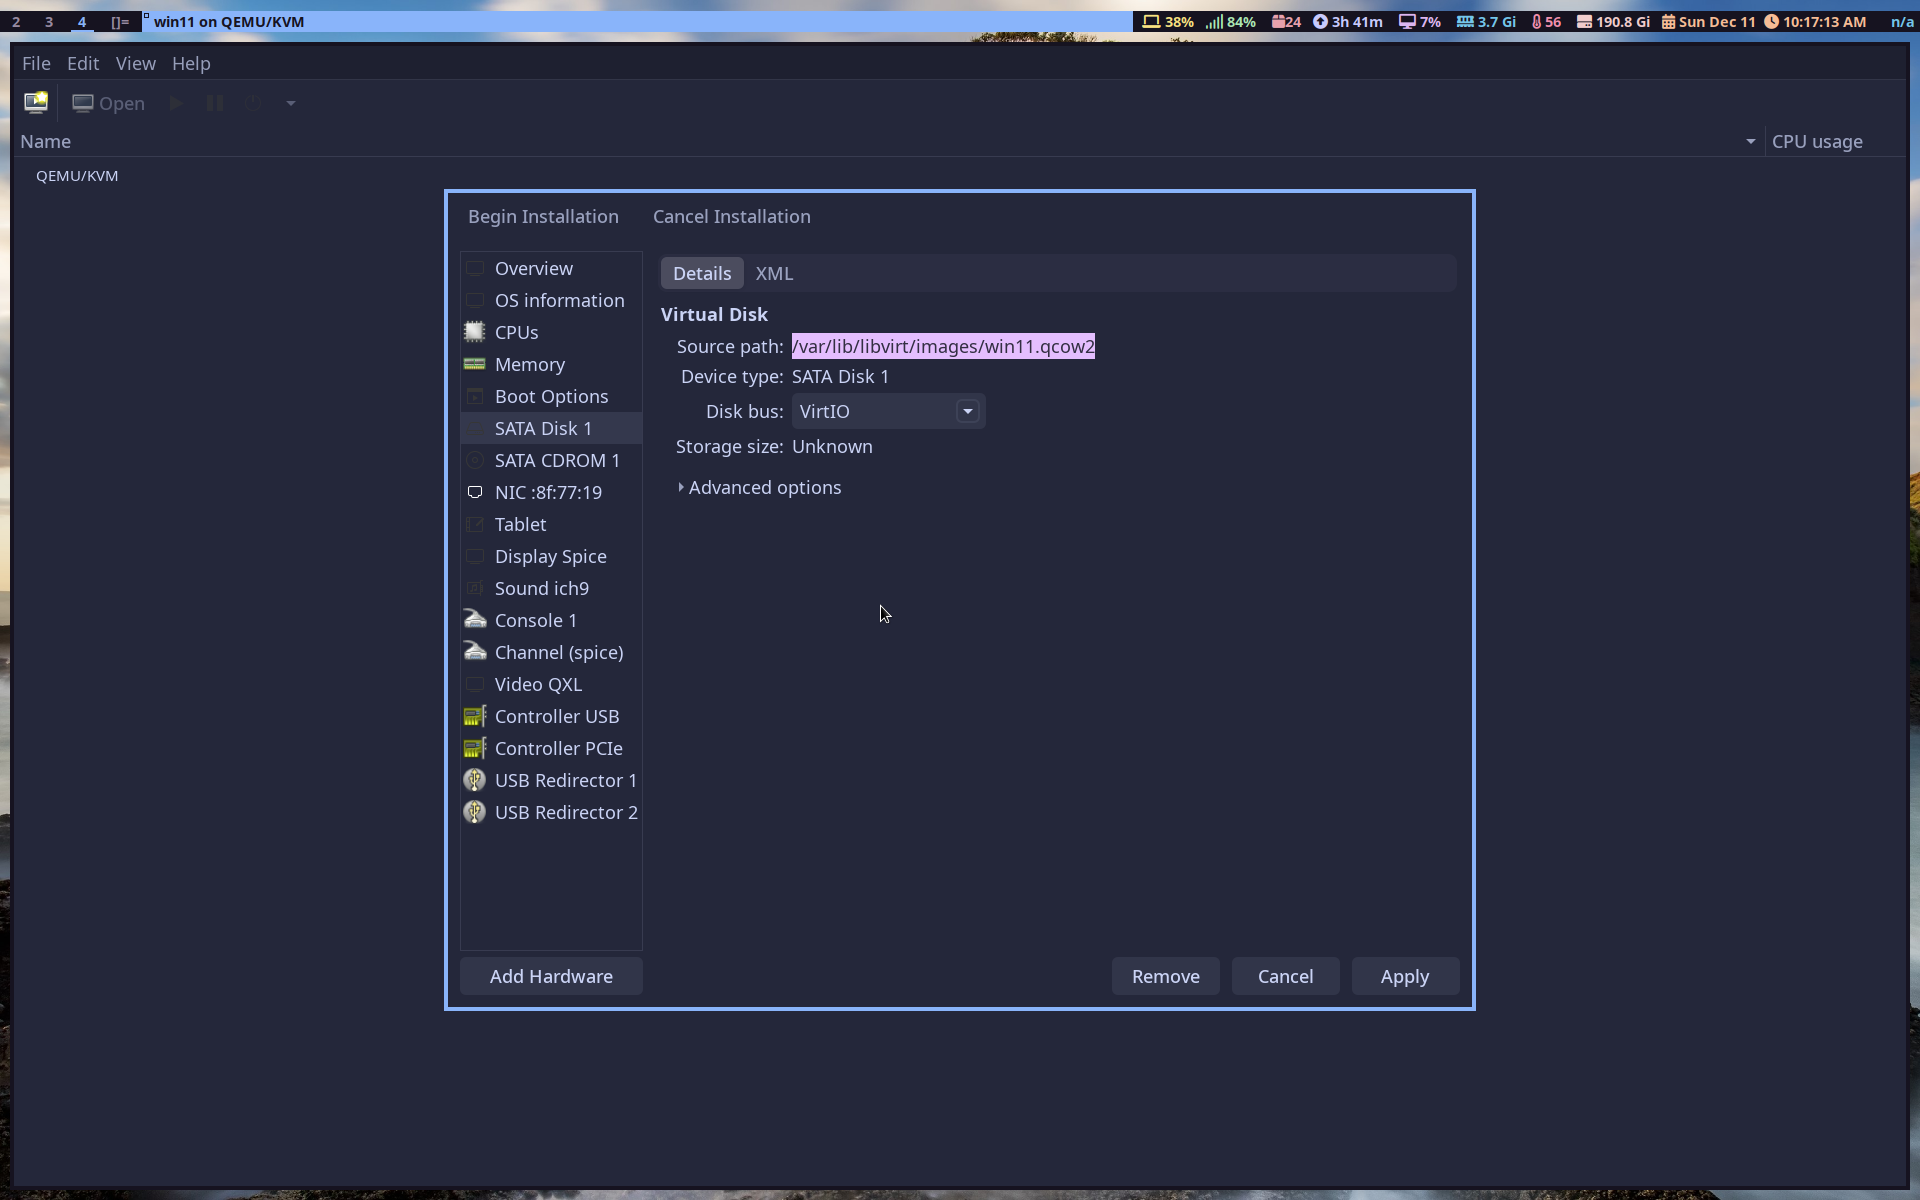 2 3 4 []= win11 on QEMU/KVM 38% 84% 24 3h 41m 7% 3.7 Gi 56 190.8 Gi Sun Dec 11 10:17:13 AM n/a
File Edit View Help
Open
Name CPU usage
QEMU/KVM
Begin Installation Cancel Installation
Overview
OS information
CPUs
Memory
Boot Options
SATA Disk 1
SATA CDROM 1
NIC :8f:77:19
Tablet
Display Spice
Sound ich9
Console 1
Channel (spice)
Video QXL
Controller USB
Controller PCIe
USB Redirector 1
USB Redirector 2
Add Hardware
Details XML
Virtual Disk
Source path: /var/lib/libvirt/images/win11.qcow2
Device type: SATA Disk 1
Disk bus: VirtIO
Storage size: Unknown
Advanced options
Remove Cancel Apply